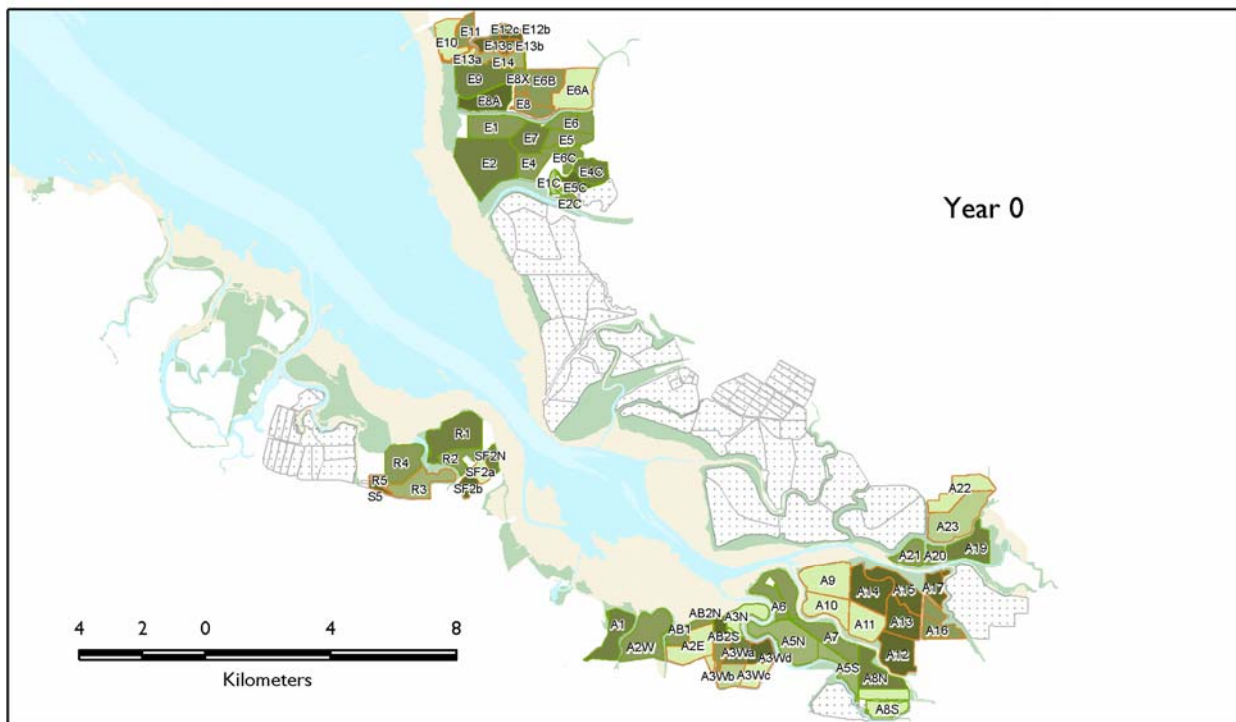 E11 E12c E12b
E10 E13c E13b
E13a E14
E9 E8X E6B
E6A
E8A E8
E1 E7 E6
E5
E2 E4 E6C
E4C
E1C E5C
E2C
Year 0
R1
R4 R2 SF2N
SF2a
R5 R3 SF2b
S5
A22
A23
A21 A20 A19
A9 A14 A15 A17
A10
A6
A11 A13 A16
A1 AB2N A3N
AB1 AB2S A5N A7
A2W A2E A3Wa A3Wd A12
A3Wb A3Wc A5S A8N
A8S
4 2 0 4 8
Kilometers